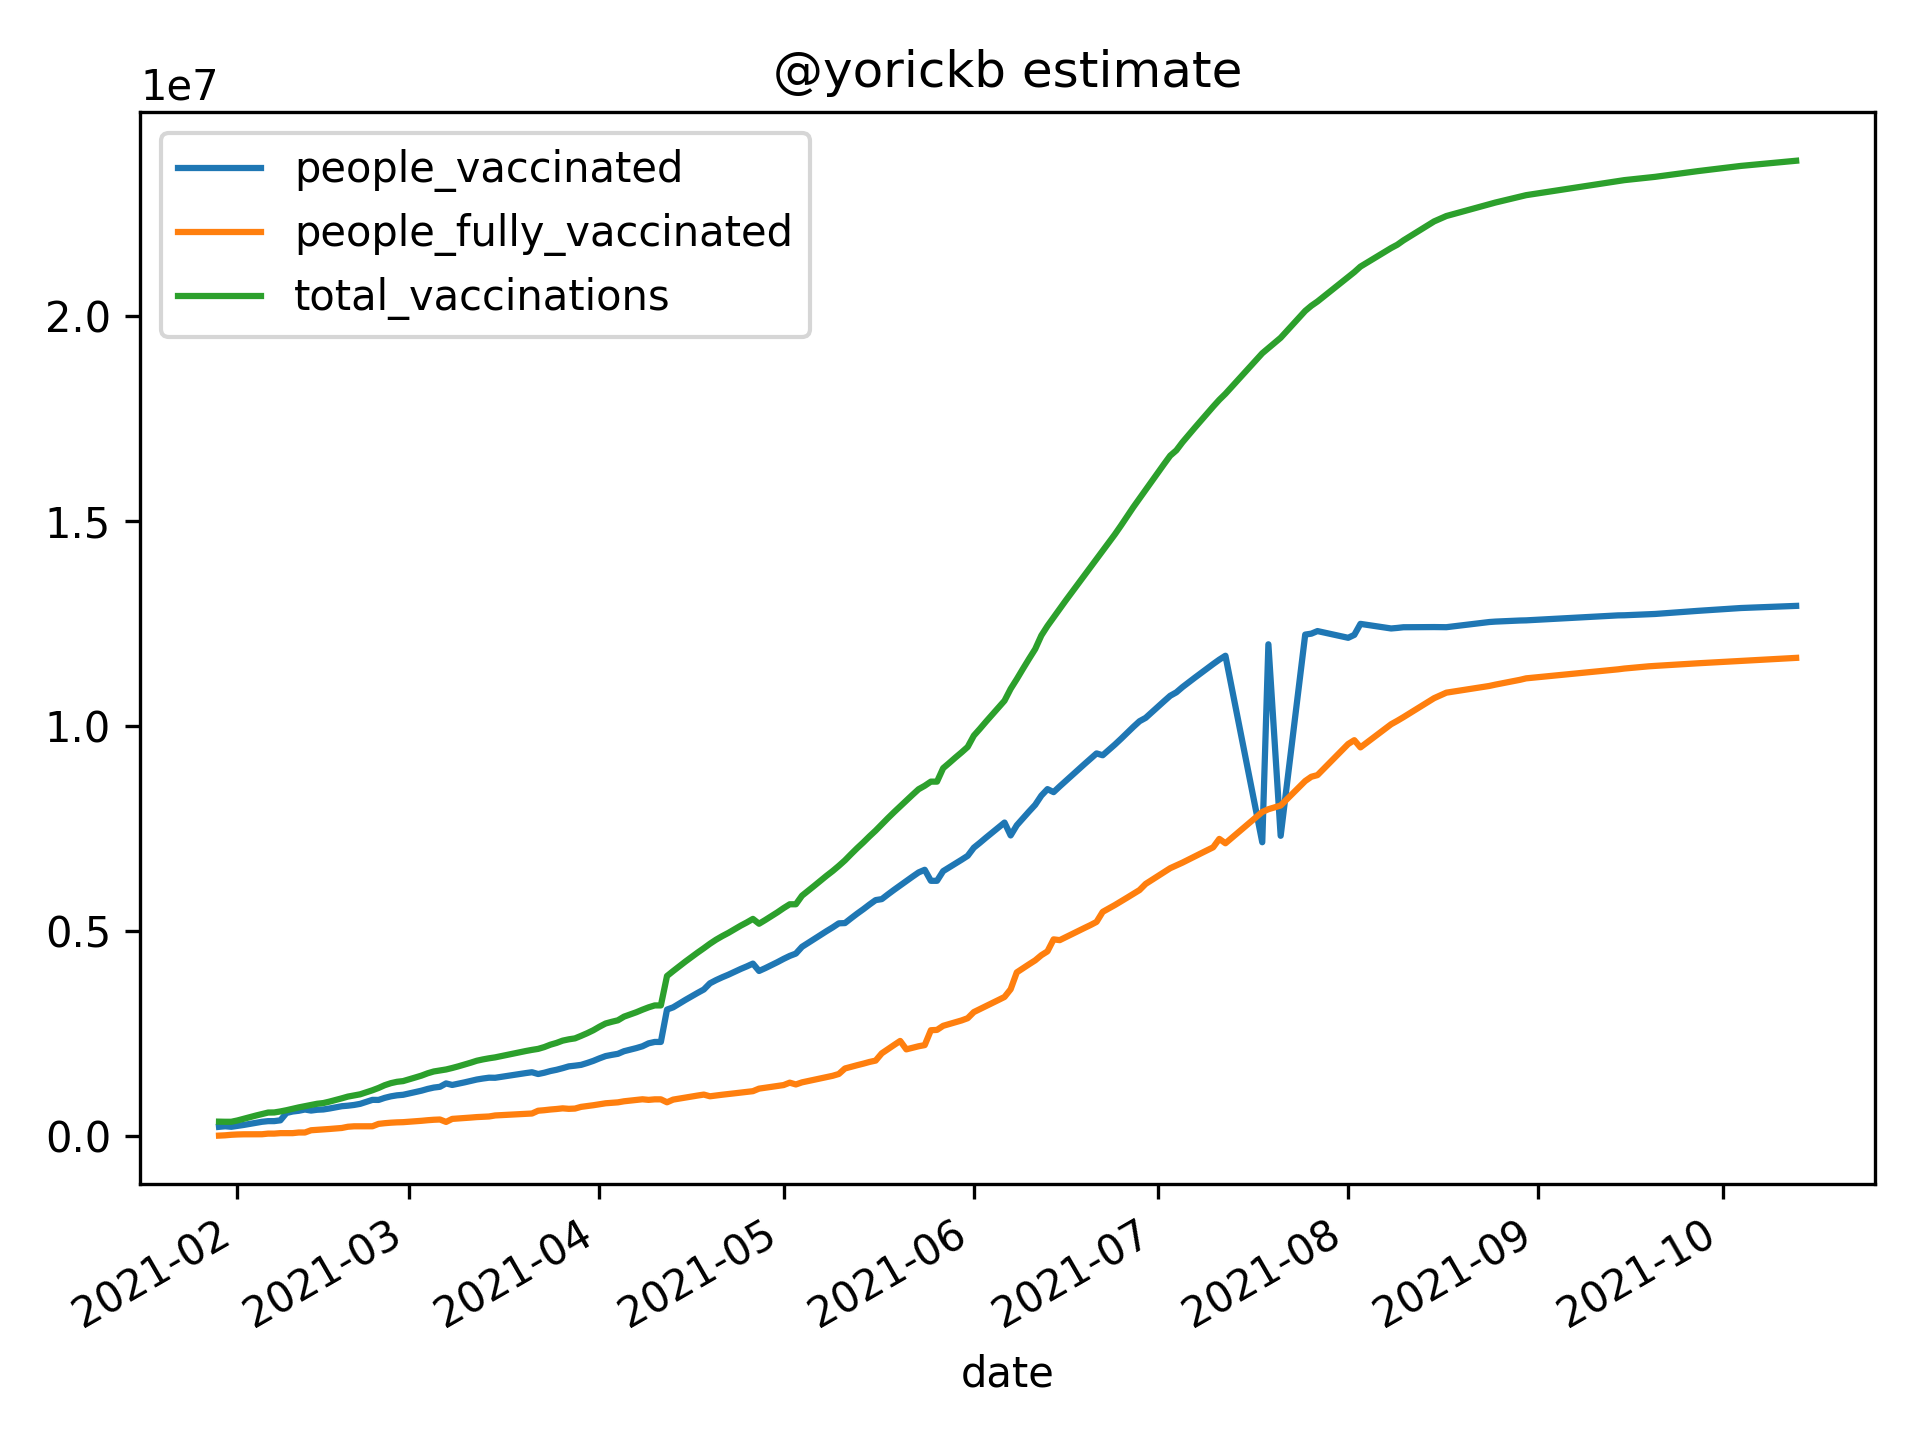 @yorickb estimate
1e7
people_vaccinated
people_fully_vaccinated
total_vaccinations
2.0
1.5
1.0
0.5
0.0
2021-02
2021-03
2021-04
2021-05
2021-06
2021-07
2021-08
2021-09
2021-10
date